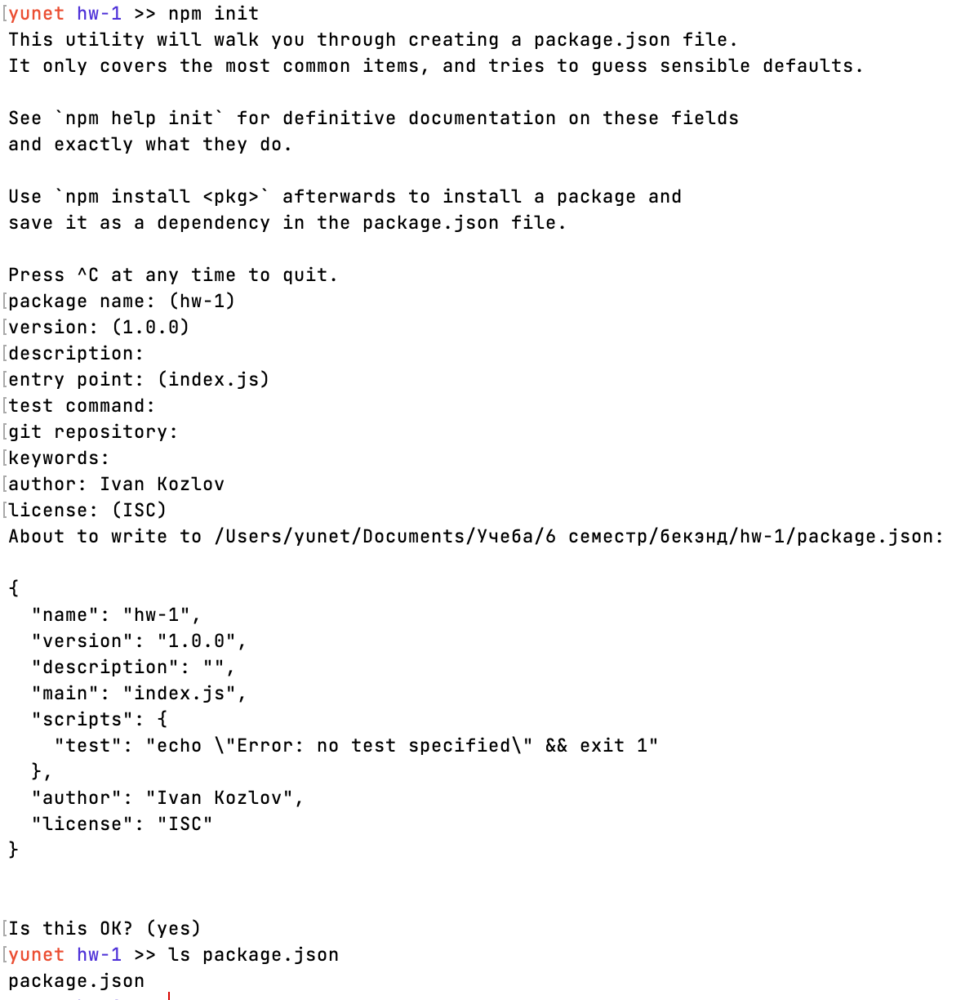 [yunet hw-1 >> npm init
This utility will walk you through creating a package.json file.
It only covers the most common items, and tries to guess sensible defaults.
See `npm help init` for definitive documentation on these fields
and exactly what they do.
Use `npm install <pkg>` afterwards to install a package and
save it as a dependency in the package.json file.
Press ^C at any time to quit.
[package name: (hw-1)
[version: (1.0.0)
[description:
[entry point: (index.js)
[test command:
[git repository:
[keywords:
[author: Ivan Kozlov
[license: (ISC)
About to write to /Users/yunet/Documents/Учеба/6 семестр/бекэнд/hw-1/package.json:
{
  "name": "hw-1",
  "version": "1.0.0",
  "description": "",
  "main": "index.js",
  "scripts": {
    "test": "echo \"Error: no test specified\" && exit 1"
  },
  "author": "Ivan Kozlov",
  "license": "ISC"
}
[Is this OK? (yes)
[yunet hw-1 >> ls package.json
package.json